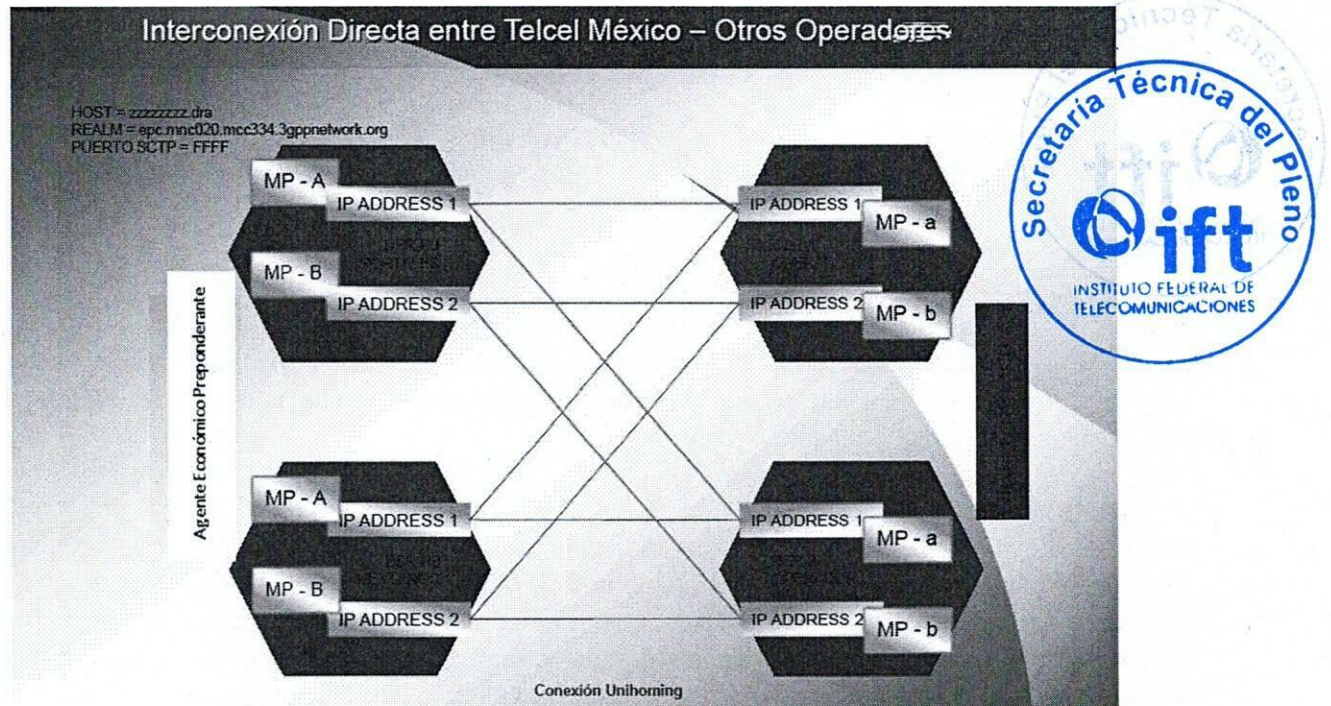 Interconexión Directa entre Telcel México – Otros Operadores
HOST = zzzzzzzz.dra
REALM = epc.mnc020.mcc334.3gppnetwork.org
PUERTO SCTP = FFFF
MP - A
IP ADDRESS 1
MP - B
IP ADDRESS 2
IP ADDRESS 1
MP - a
IP ADDRESS 2
MP - b
Agente Económico Preponderante
MP - A
IP ADDRESS 1
MP - B
IP ADDRESS 2
IP ADDRESS 1
MP - a
IP ADDRESS 2
MP - b
Conexión Unihoming
Secretaría Técnica del Pleno
ift
INSTITUTO FEDERAL DE
TELECOMUNICACIONES